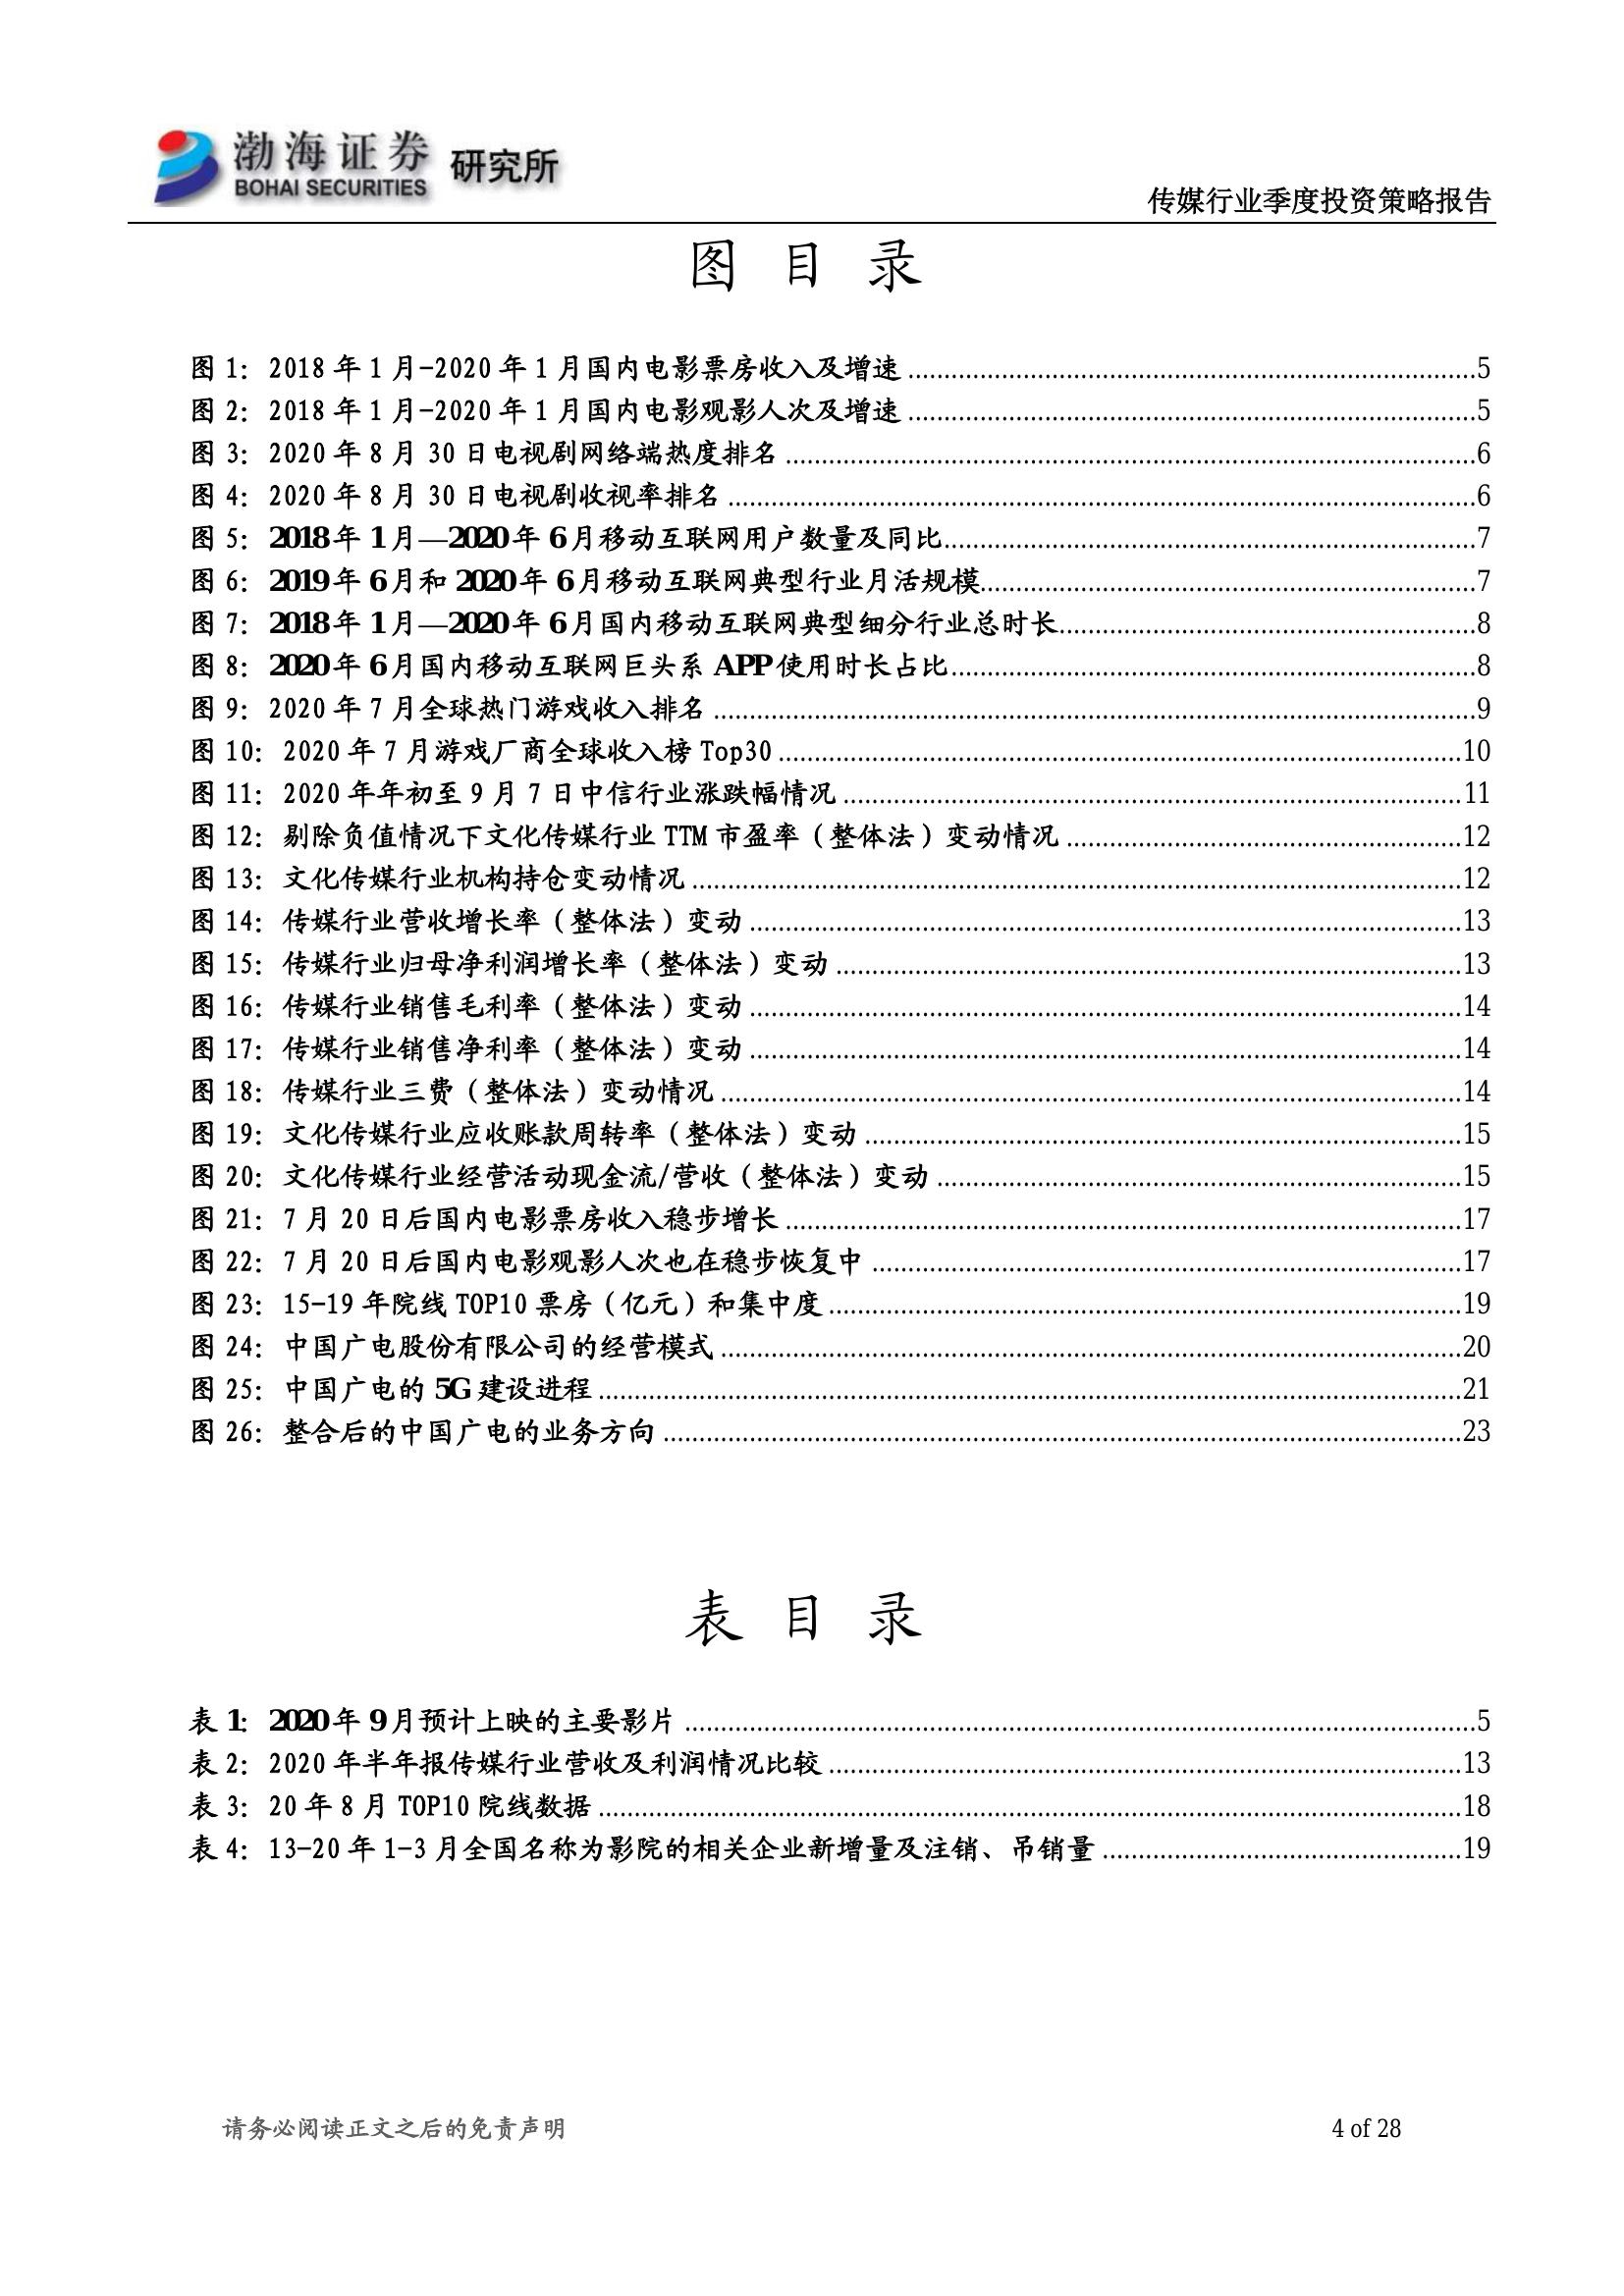 渤海证券 研究所
BOHAI SECURITIES
传媒行业季度投资策略报告
图 目 录
图 1：2018 年 1 月-2020 年 1 月国内电影票房收入及增速 ................................ 5
图 2：2018 年 1 月-2020 年 1 月国内电影观影人次及增速 ................................ 5
图 3：2020 年 8 月 30 日电视剧网络端热度排名 ................................ 6
图 4：2020 年 8 月 30 日电视剧收视率排名 ................................ 6
图 5：2018 年 1 月—2020 年 6 月移动互联网用户数量及同比................................ 7
图 6：2019 年 6 月和 2020 年 6 月移动互联网典型行业月活规模................................ 7
图 7：2018 年 1 月—2020 年 6 月国内移动互联网典型细分行业总时长................................ 8
图 8：2020 年 6 月国内移动互联网巨头系 APP 使用时长占比................................ 8
图 9：2020 年 7 月全球热门游戏收入排名 ................................ 9
图 10：2020 年 7 月游戏厂商全球收入榜 Top30 ................................ 10
图 11：2020 年年初至 9 月 7 日中信行业涨跌幅情况 ................................ 11
图 12：剔除负值情况下文化传媒行业 TTM 市盈率（整体法）变动情况 ................................ 12
图 13：文化传媒行业机构持仓变动情况 ................................ 12
图 14：传媒行业营收增长率（整体法）变动 ................................ 13
图 15：传媒行业归母净利润增长率（整体法）变动 ................................ 13
图 16：传媒行业销售毛利率（整体法）变动 ................................ 14
图 17：传媒行业销售净利率（整体法）变动 ................................ 14
图 18：传媒行业三费（整体法）变动情况 ................................ 14
图 19：文化传媒行业应收账款周转率（整体法）变动 ................................ 15
图 20：文化传媒行业经营活动现金流/营收（整体法）变动 ................................ 15
图 21：7 月 20 日后国内电影票房收入稳步增长 ................................ 17
图 22：7 月 20 日后国内电影观影人次也在稳步恢复中 ................................ 17
图 23：15-19 年院线 TOP10 票房（亿元）和集中度 ................................ 19
图 24：中国广电股份有限公司的经营模式 ................................ 20
图 25：中国广电的 5G 建设进程 ................................ 21
图 26：整合后的中国广电的业务方向 ................................ 23
表 目 录
表 1：2020 年 9 月预计上映的主要影片 ................................ 5
表 2：2020 年半年报传媒行业营收及利润情况比较 ................................ 13
表 3：20 年 8 月 TOP10 院线数据 ................................ 18
表 4：13-20 年 1-3 月全国名称为影院的相关企业新增量及注销、吊销量 ................................ 19
请务必阅读正文之后的免责声明
4 of 28